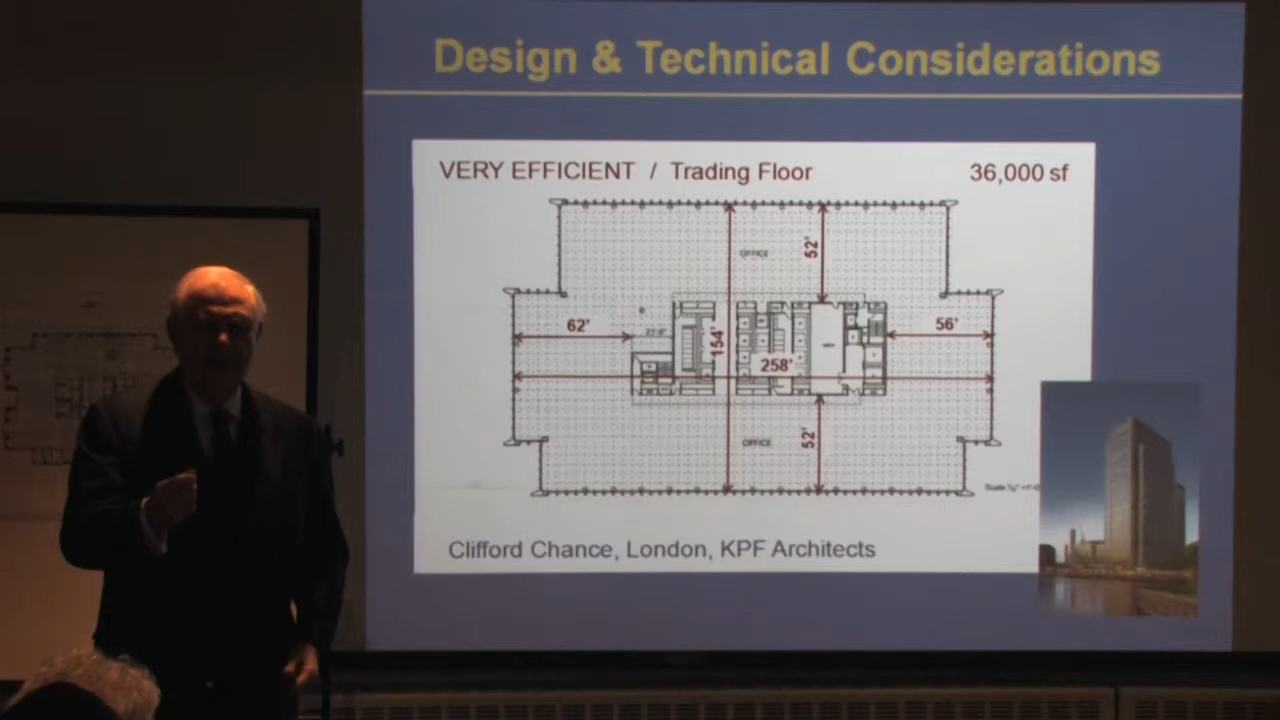 Design & Technical Considerations
VERY EFFICIENT / Trading Floor
36,000 sf
OFFICE
52'
62'
154'
258'
56'
52'
OFFICE
Clifford Chance, London, KPF Architects